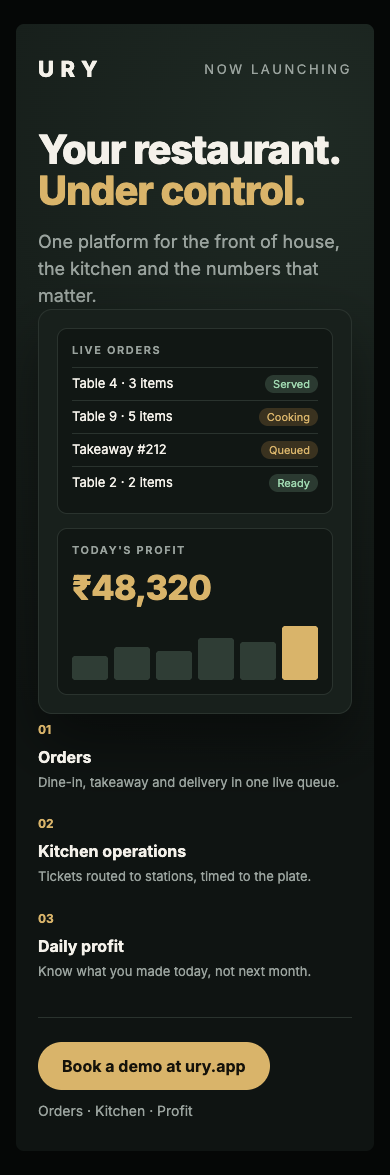 URY
NOW LAUNCHING
Your restaurant.
Under control.
One platform for the front of house,
the kitchen and the numbers that
matter.
LIVE ORDERS
Table 4 · 3 items
Served
Table 9 · 5 items
Cooking
Takeaway #212
Queued
Table 2 · 2 items
Ready
TODAY'S PROFIT
₹48,320
01
Orders
Dine-in, takeaway and delivery in one live queue.
02
Kitchen operations
Tickets routed to stations, timed to the plate.
03
Daily profit
Know what you made today, not next month.
Book a demo at ury.app
Orders · Kitchen · Profit